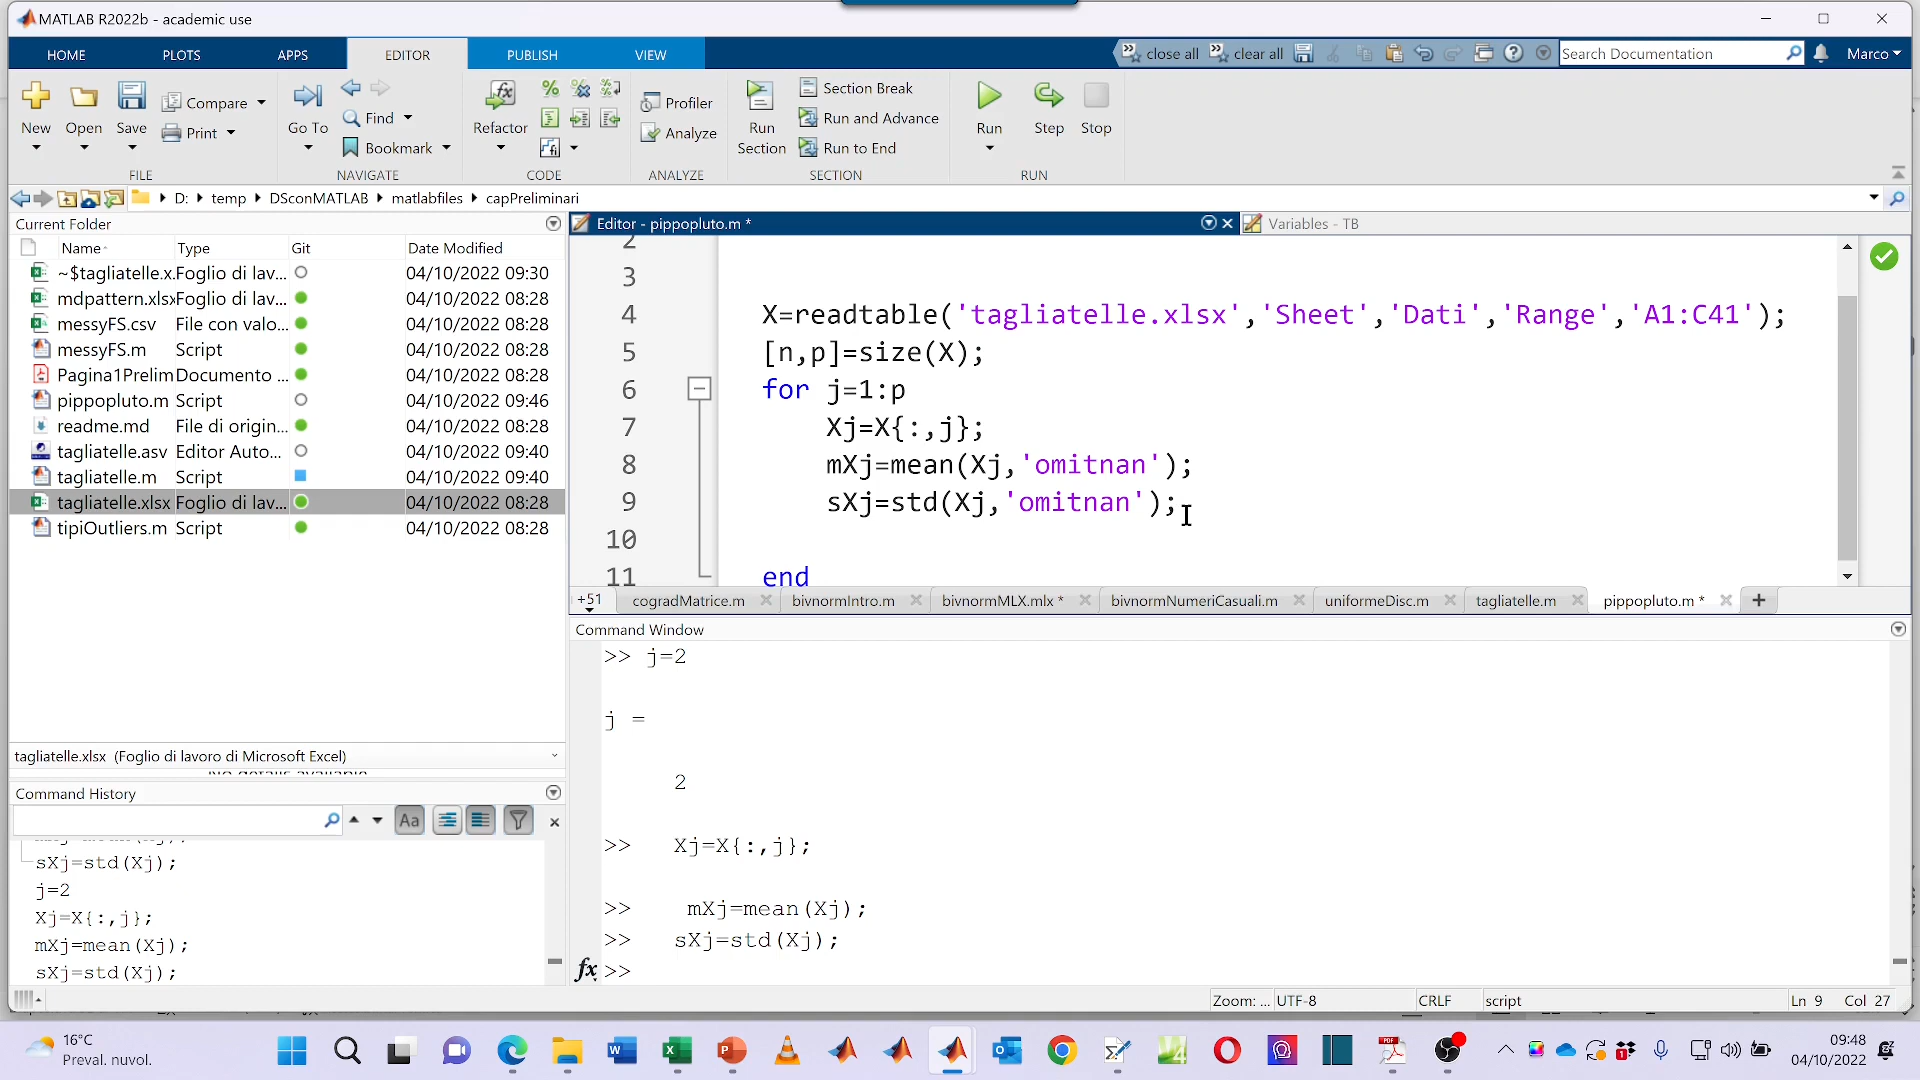 MATLAB R2022b - academic use
HOME PLOTS APPS EDITOR PUBLISH VIEW
close all clear all Search Documentation Marco
New Open Save Compare Print
Go To Find Bookmark
Refactor
Profiler Analyze
Run Section Section Break Run and Advance Run to End
Run Step Stop
FILE NAVIGATE CODE ANALYZE SECTION RUN
D: temp DSconMATLAB matlabfiles capPreliminari
Current Folder
Name Type Git Date Modified
~$tagliatelle.x... Foglio di lav... 04/10/2022 09:30
mdpattern.xlsx Foglio di lav... 04/10/2022 08:28
messyFS.csv File con valo... 04/10/2022 08:28
messyFS.m Script 04/10/2022 08:28
Pagina1Prelim Documento ... 04/10/2022 08:28
pippopluto.m Script 04/10/2022 09:46
readme.md File di origin... 04/10/2022 08:28
tagliatelle.asv Editor Auto... 04/10/2022 09:40
tagliatelle.m Script 04/10/2022 09:40
tagliatelle.xlsx Foglio di lav... 04/10/2022 08:28
tipiOutliers.m Script 04/10/2022 08:28
tagliatelle.xlsx (Foglio di lavoro di Microsoft Excel)
No details available
Command History
Aa
mXj=mean(Xj);
sXj=std(Xj);
j=2
Xj=X{:,j};
mXj=mean(Xj);
sXj=std(Xj);
Editor - pippopluto.m *
Variables - TB
2
3
4 X=readtable('tagliatelle.xlsx','Sheet','Dati','Range','A1:C41');
5 [n,p]=size(X);
6 for j=1:p
7 Xj=X{:,j};
8 mXj=mean(Xj,'omitnan');
9 sXj=std(Xj,'omitnan');
10
11 end
+51 cogradMatrice.m bivnormIntro.m bivnormMLX.mlx * bivnormNumeriCasuali.m uniformeDisc.m tagliatelle.m pippopluto.m * +
Command Window
>> j=2
j =
2
>> Xj=X{:,j};
>> mXj=mean(Xj);
>> sXj=std(Xj);
fx >>
Zoom: ... UTF-8 CRLF script Ln 9 Col 27
16°C
Preval. nuvol.
09:48
04/10/2022